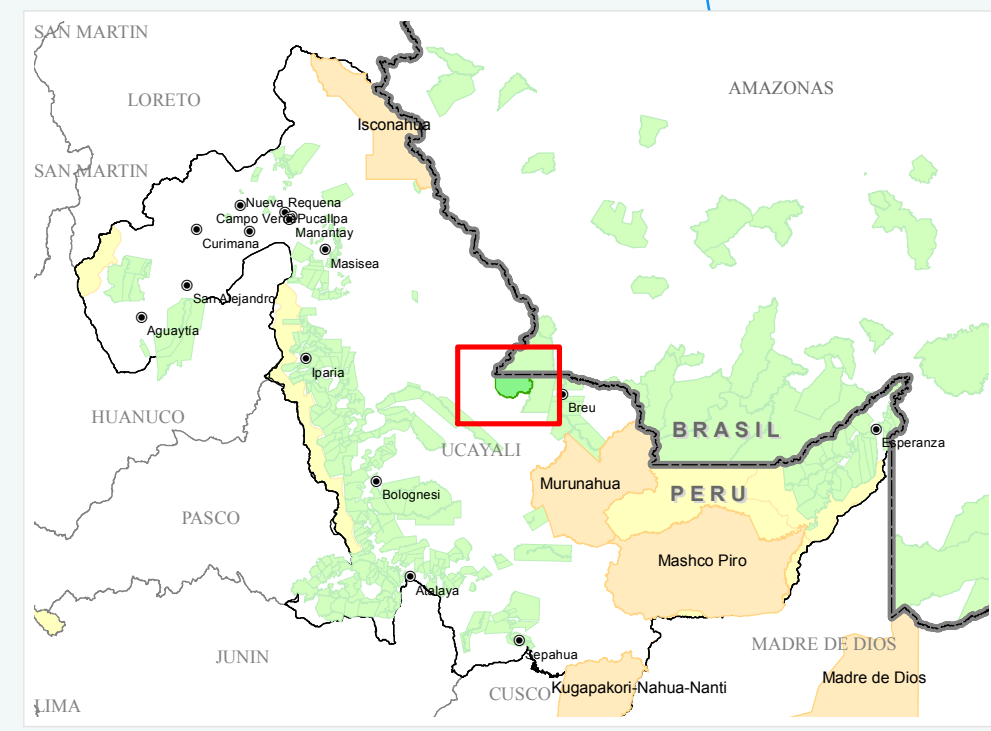 SAN MARTIN
AMAZONAS
LORETO
Isconahua
SAN MARTIN
Nueva Requena
Campo Verde
Pucallpa
Manantay
Curimana
Masisea
San Alejandro
Aguaytía
Iparia
Breu
HUANUCO
BRASIL
Esperanza
UCAYALI
Murunahua
PERU
Bolognesi
PASCO
Mashco Piro
Atalaya
MADRE DE DIOS
JUNIN
Sepahua
Madre de Dios
CUSCO
Kugapakori-Nahua-Nanti
LIMA